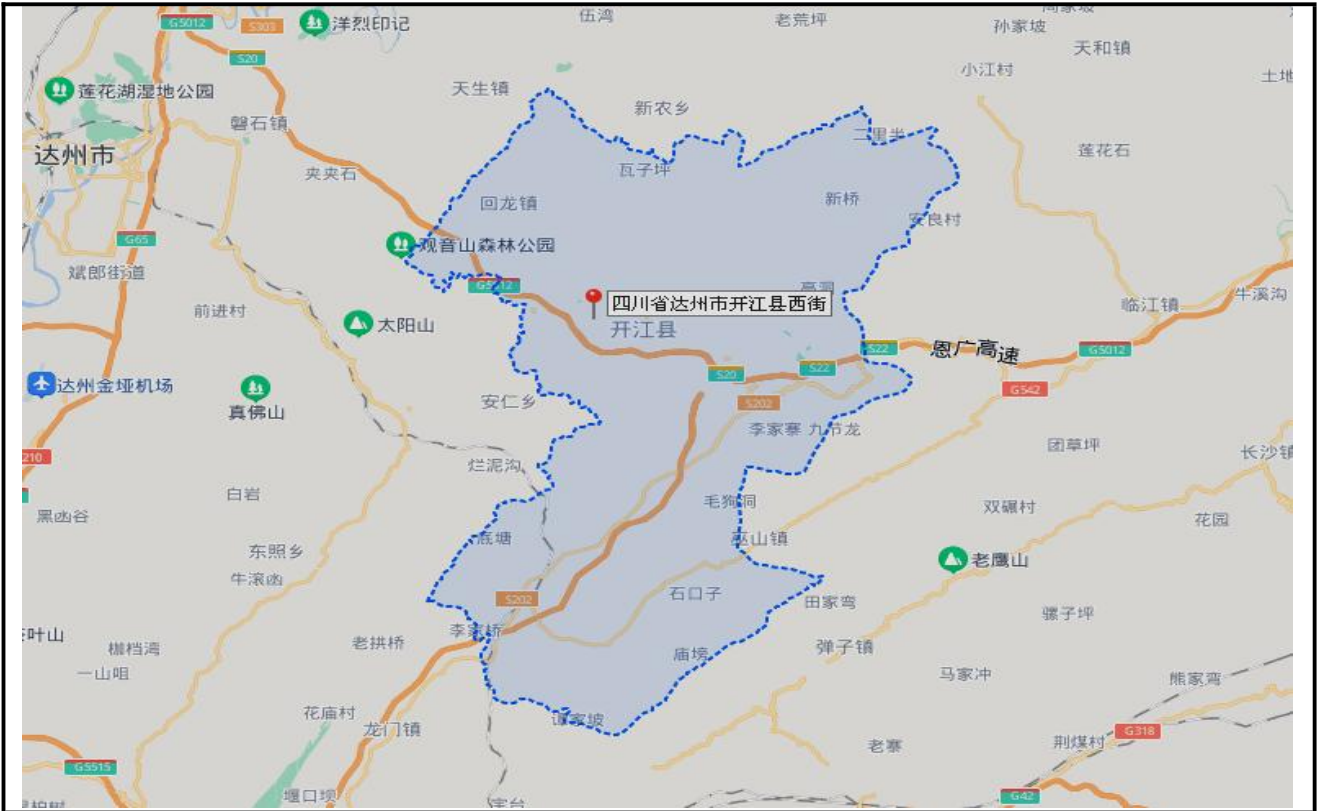 伍湾
G5012
S303
洋烈印记
老荒坪
孙家坡
天和镇
S20
小江村
莲花湖湿地公园
天生镇
新农乡
磐石镇
二里半
达州市
莲花石
夹夹石
瓦子坪
回龙镇
新桥
安良村
G65
观音山森林公园
斌郎街道
G5012
高洞
牛溪沟
前进村
四川省达州市开江县西街
临江镇
太阳山
开江县
S22
恩广高速
G5012
达州金垭机场
S20
S22
G542
真佛山
安仁乡
S202
李家寨
九节龙
团草坪
长沙镇
210
烂泥沟
白岩
毛狗洞
双碾村
黑凼谷
花园
底塘
巫山镇
东照乡
老鹰山
牛滚凼
S202
石口子
田家弯
骡子坪
叶山
李家桥
枷档湾
老拱桥
弹子镇
庙塝
一山咀
马家冲
熊家弯
花庙村
谭家坡
龙门镇
G318
老寨
荆煤村
G5515
堰口坝
G42